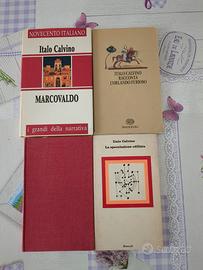 NOVECENTO ITALIANO
Italo Calvino
MARCOVALDO
i grandi della narrativa
ITALO CALVINO
RACCONTA
L'ORLANDO FURIOSO
Italo Calvino
La speculazione edilizia
Einaudi
subito